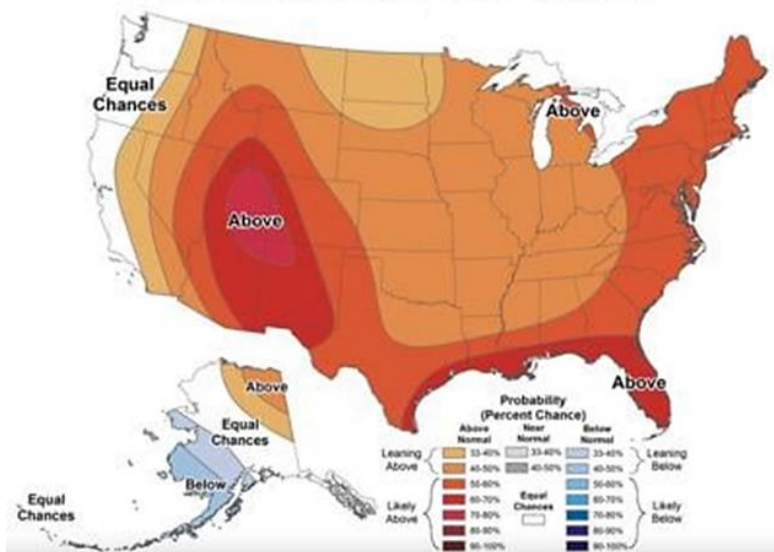 Equal
Chances
Above
Above
Above
Above
Equal
Chances
Below
Equal
Chances
Probability
(Percent Chance)
Above
Normal
Near
Normal
Below
Normal
Leaning
Above
33-40%
33-40%
33-40%
Leaning
Below
40-50%
40-50%
40-50%
50-60%
50-60%
Likely
Above
60-70%
Equal
Chances
60-70%
Likely
Below
70-80%
70-80%
80-90%
80-90%
90-100%
90-100%